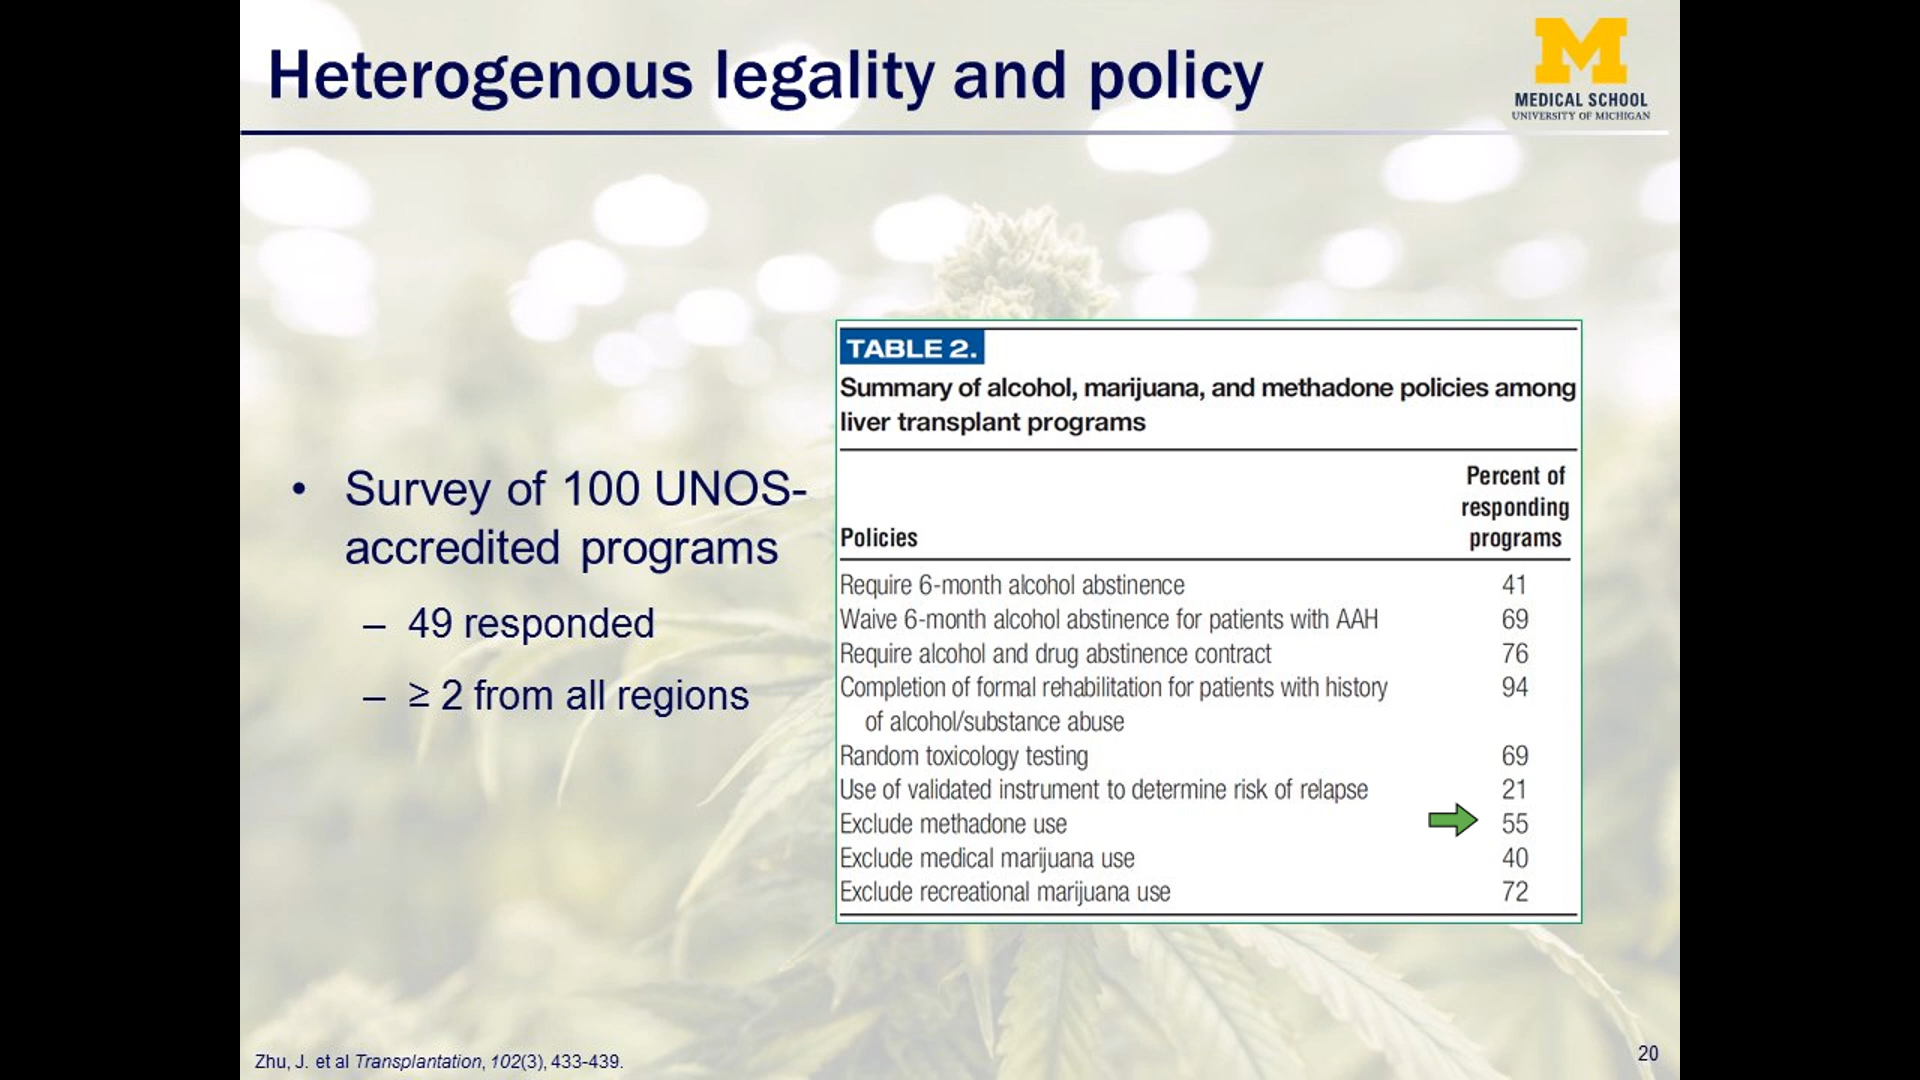 Heterogenous legality and policy
M
MEDICAL SCHOOL
UNIVERSITY OF MICHIGAN
• Survey of 100 UNOS-
accredited programs
– 49 responded
– ≥ 2 from all regions
TABLE 2.
Summary of alcohol, marijuana, and methadone policies among
liver transplant programs
Percent of
responding
Policies programs
Require 6-month alcohol abstinence 41
Waive 6-month alcohol abstinence for patients with AAH 69
Require alcohol and drug abstinence contract 76
Completion of formal rehabilitation for patients with history 94
of alcohol/substance abuse
Random toxicology testing 69
Use of validated instrument to determine risk of relapse 21
Exclude methadone use 55
Exclude medical marijuana use 40
Exclude recreational marijuana use 72
Zhu, J. et al Transplantation, 102(3), 433-439.
20